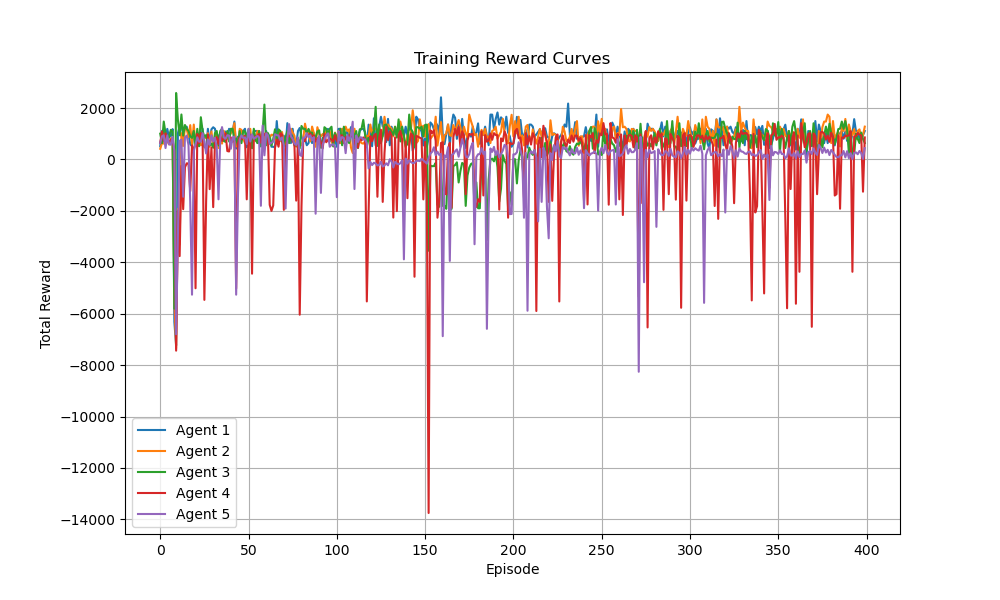 Training Reward Curves
Total Reward
2000
0
−2000
−4000
−6000
−8000
−10000
−12000
−14000
Agent 1
Agent 2
Agent 3
Agent 4
Agent 5
0 50 100 150 200 250 300 350 400
Episode